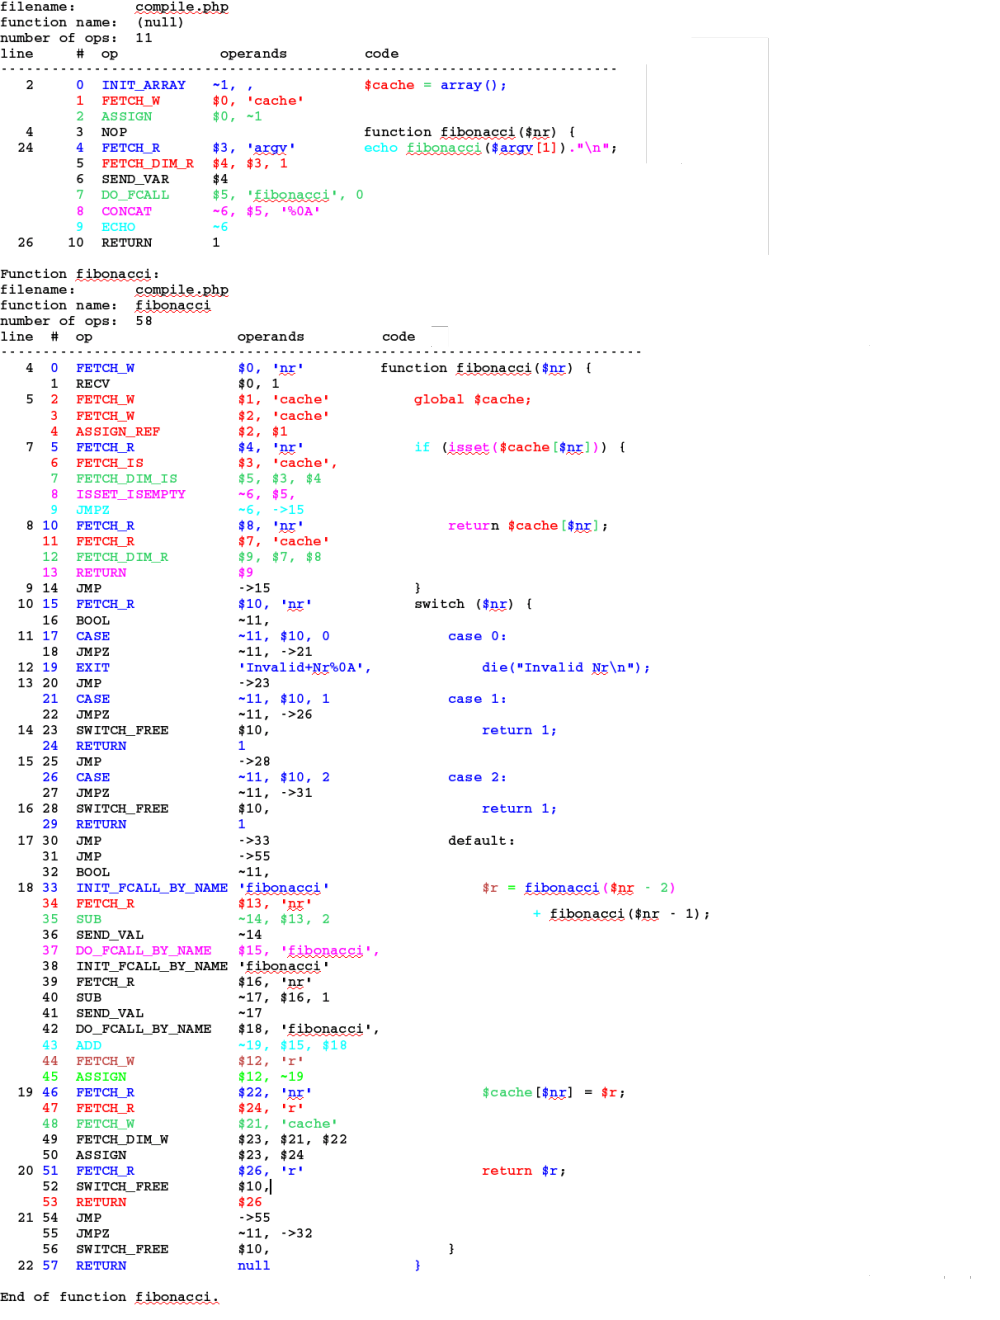 filename:       compile.php
function name:  (null)
number of ops:  11
line     #  op            operands         code
-------------------------------------------------------------------------
   2     0  INIT_ARRAY    ~1, ,            $cache = array();
         1  FETCH_W       $0, 'cache'
         2  ASSIGN        $0, ~1
   4     3  NOP                            function fibonacci($nr) {
  24     4  FETCH_R       $3, 'argv'       echo fibonacci($argv[1])."\n";
         5  FETCH_DIM_R   $4, $3, 1
         6  SEND_VAR      $4
         7  DO_FCALL      $5, 'fibonacci', 0
         8  CONCAT        ~6, $5, '%0A'
         9  ECHO          ~6
  26    10  RETURN        1
Function fibonacci:
filename:       compile.php
function name:  fibonacci
number of ops:  58
line  #  op                 operands         code
----------------------------------------------------------------------------
   4  0  FETCH_W            $0, 'nr'         function fibonacci($nr) {
      1  RECV               $0, 1
   5  2  FETCH_W            $1, 'cache'          global $cache;
      3  FETCH_W            $2, 'cache'
      4  ASSIGN_REF         $2, $1
   7  5  FETCH_R            $4, 'nr'             if (isset($cache[$nr])) {
      6  FETCH_IS           $3, 'cache',
      7  FETCH_DIM_IS       $5, $3, $4
      8  ISSET_ISEMPTY      ~6, $5,
      9  JMPZ               ~6, ->15
   8 10  FETCH_R            $8, 'nr'                 return $cache[$nr];
     11  FETCH_R            $7, 'cache'
     12  FETCH_DIM_R        $9, $7, $8
     13  RETURN             $9
   9 14  JMP                ->15                 }
  10 15  FETCH_R            $10, 'nr'            switch ($nr) {
     16  BOOL               ~11,
  11 17  CASE               ~11, $10, 0              case 0:
     18  JMPZ               ~11, ->21
  12 19  EXIT               'Invalid+Nr%0A',             die("Invalid Nr\n");
  13 20  JMP                ->23
     21  CASE               ~11, $10, 1              case 1:
     22  JMPZ               ~11, ->26
  14 23  SWITCH_FREE        $10,                         return 1;
     24  RETURN             1
  15 25  JMP                ->28
     26  CASE               ~11, $10, 2              case 2:
     27  JMPZ               ~11, ->31
  16 28  SWITCH_FREE        $10,                         return 1;
     29  RETURN             1
  17 30  JMP                ->33                     default:
     31  JMP                ->55
     32  BOOL               ~11,
  18 33  INIT_FCALL_BY_NAME 'fibonacci'                  $r = fibonacci($nr - 2)
     34  FETCH_R            $13, 'nr'
     35  SUB                ~14, $13, 2                        + fibonacci($nr - 1);
     36  SEND_VAL           ~14
     37  DO_FCALL_BY_NAME   $15, 'fibonacci',
     38  INIT_FCALL_BY_NAME 'fibonacci'
     39  FETCH_R            $16, 'nr'
     40  SUB                ~17, $16, 1
     41  SEND_VAL           ~17
     42  DO_FCALL_BY_NAME   $18, 'fibonacci',
     43  ADD                ~19, $15, $18
     44  FETCH_W            $12, 'r'
     45  ASSIGN             $12, ~19
  19 46  FETCH_R            $22, 'nr'                    $cache[$nr] = $r;
     47  FETCH_R            $24, 'r'
     48  FETCH_W            $21, 'cache'
     49  FETCH_DIM_W        $23, $21, $22
     50  ASSIGN             $23, $24
  20 51  FETCH_R            $26, 'r'                     return $r;
     52  SWITCH_FREE        $10,
     53  RETURN             $26
  21 54  JMP                ->55
     55  JMPZ               ~11, ->32
     56  SWITCH_FREE        $10,                     }
  22 57  RETURN             null                 }
End of function fibonacci.